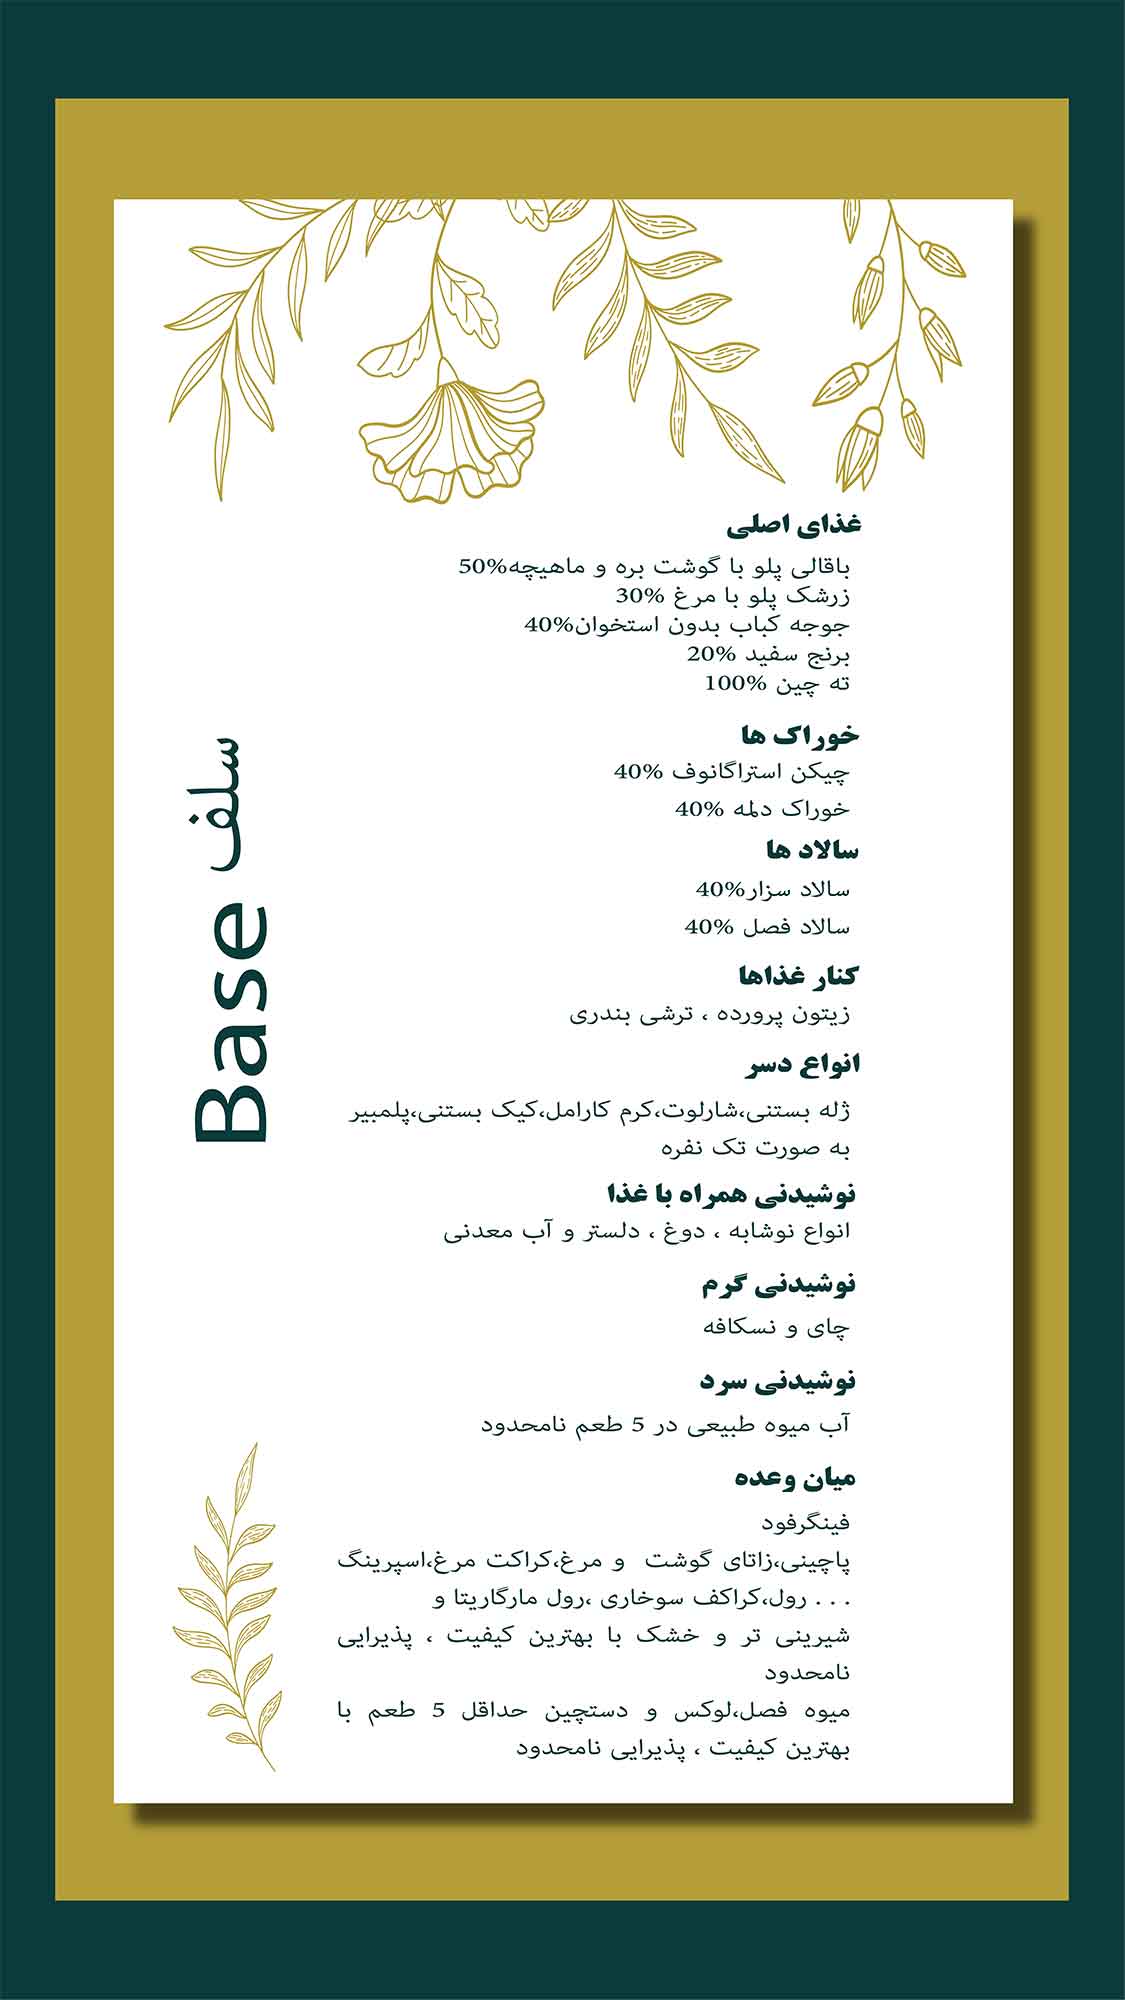 سلف Base
غذای اصلی
باقالی پلو با گوشت بره و ماهیچه50%
زرشک پلو با مرغ 30%
جوجه کباب بدون استخوان40%
برنج سفید 20%
ته چین 100%
خوراک ها
چیکن استراگانوف 40%
خوراک دلمه 40%
سالاد ها
سالاد سزار40%
سالاد فصل 40%
کنار غذاها
زیتون پرورده ، ترشی بندری
انواع دسر
ژله بستنی،شارلوت،کرم کارامل،کیک بستنی،پلمبیر
به صورت تک نفره
نوشیدنی همراه با غذا
انواع نوشابه ، دوغ ، دلستر و آب معدنی
نوشیدنی گرم
چای و نسکافه
نوشیدنی سرد
آب میوه طبیعی در 5 طعم نامحدود
میان وعده
فینگرفود
پاچینی،زاتای گوشت و مرغ،کراکت مرغ،اسپرینگ
. . . رول،کراکف سوخاری ،رول مارگاریتا و
شیرینی تر و خشک با بهترین کیفیت ، پذیرایی
نامحدود
میوه فصل،لوکس و دستچین حداقل 5 طعم با
بهترین کیفیت ، پذیرایی نامحدود